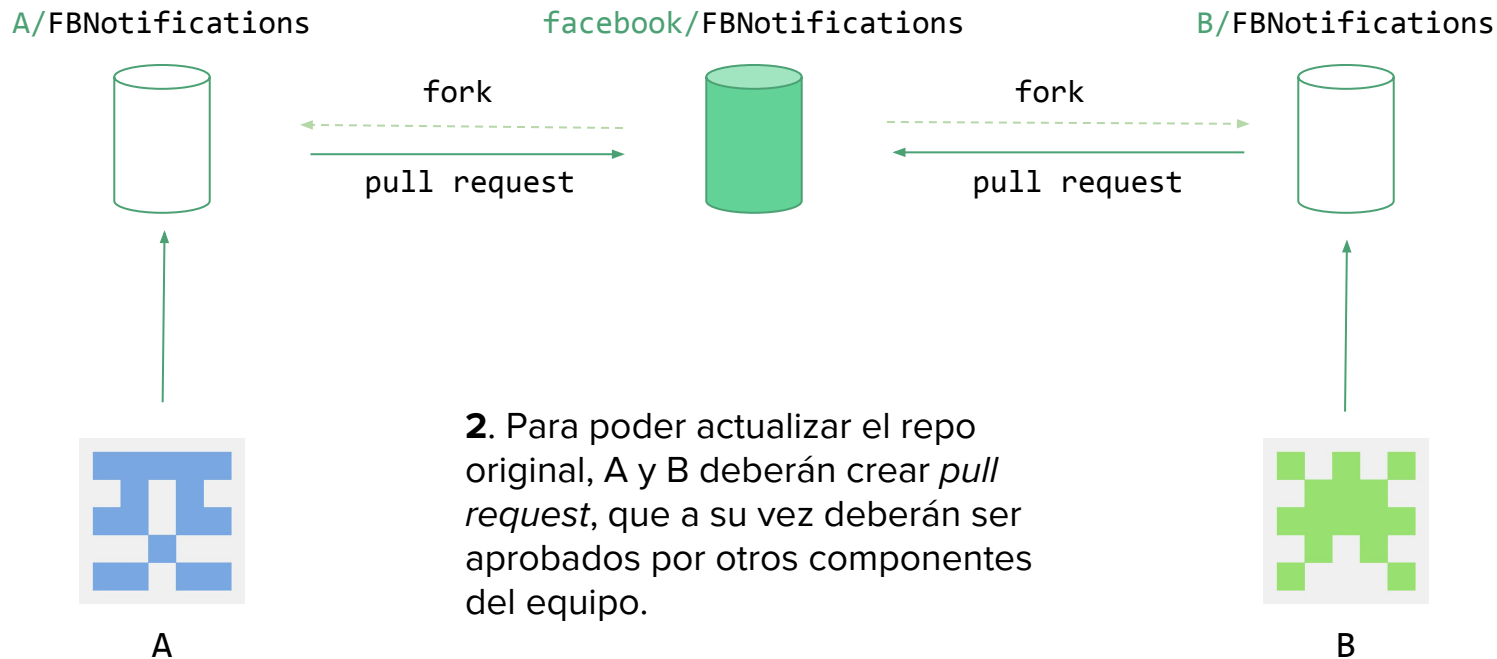 A/FBNotifications
facebook/FBNotifications
B/FBNotifications
fork
fork
pull request
pull request
2. Para poder actualizar el repo
original, A y B deberán crear pull
request, que a su vez deberán ser
aprobados por otros componentes
del equipo.
A
B